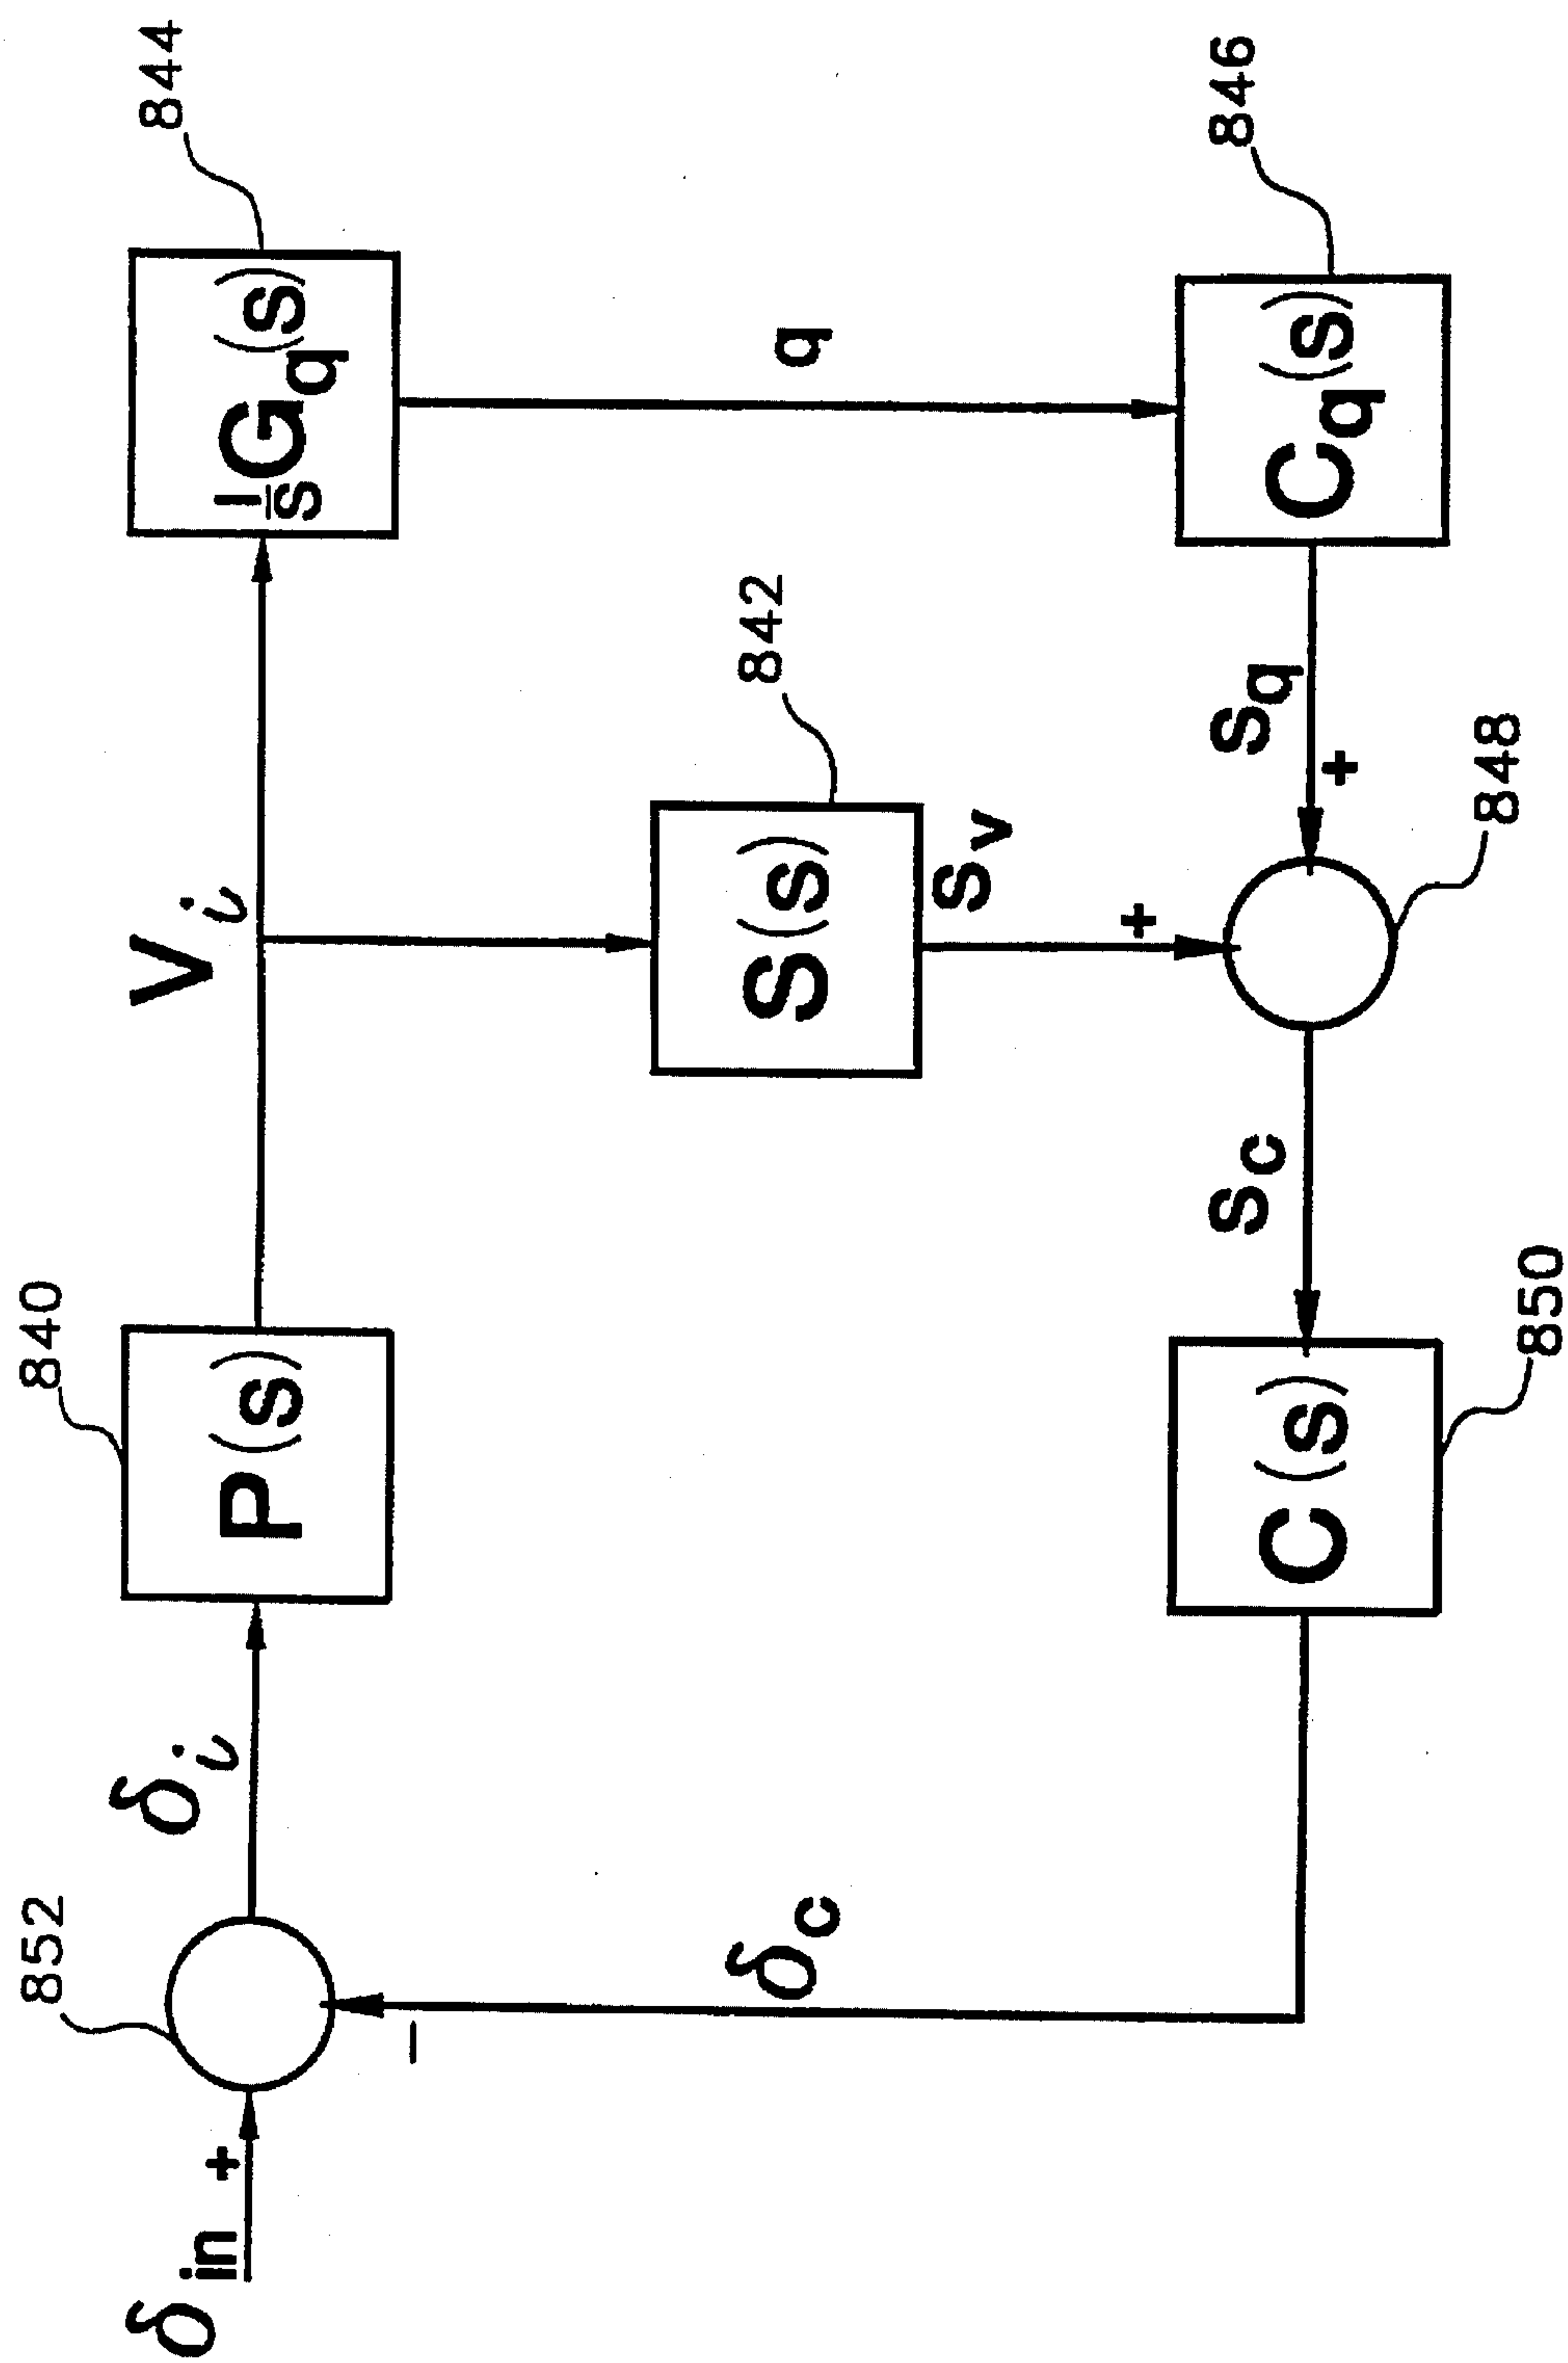 852
840
844
δin
+
δi
P(s)
Vi
1/s Gq(s)
−
δc
842
S(s)
sv
q
+
C(s)
sc
sq
+
Cq(s)
850
848
846